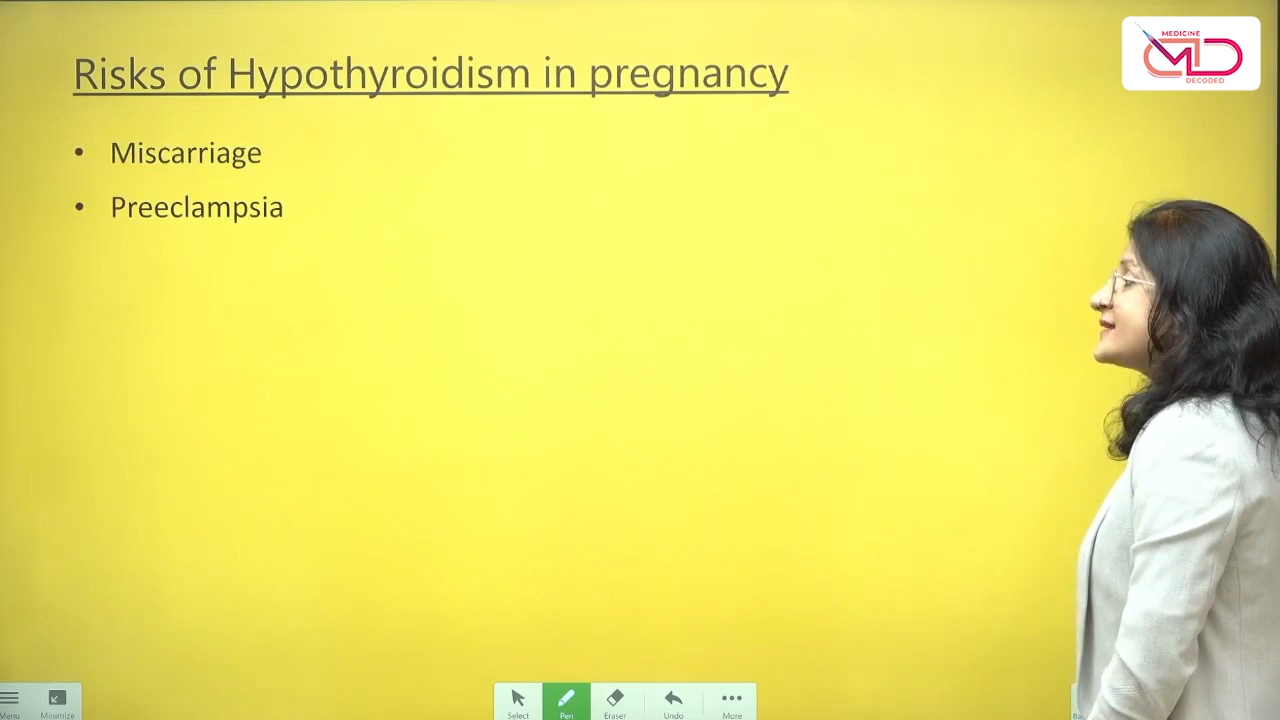 MEDICINE
MD
DECODED
Risks of Hypothyroidism in pregnancy
• Miscarriage
• Preeclampsia
Menu
Minimize
Select
Pen
Eraser
Undo
More